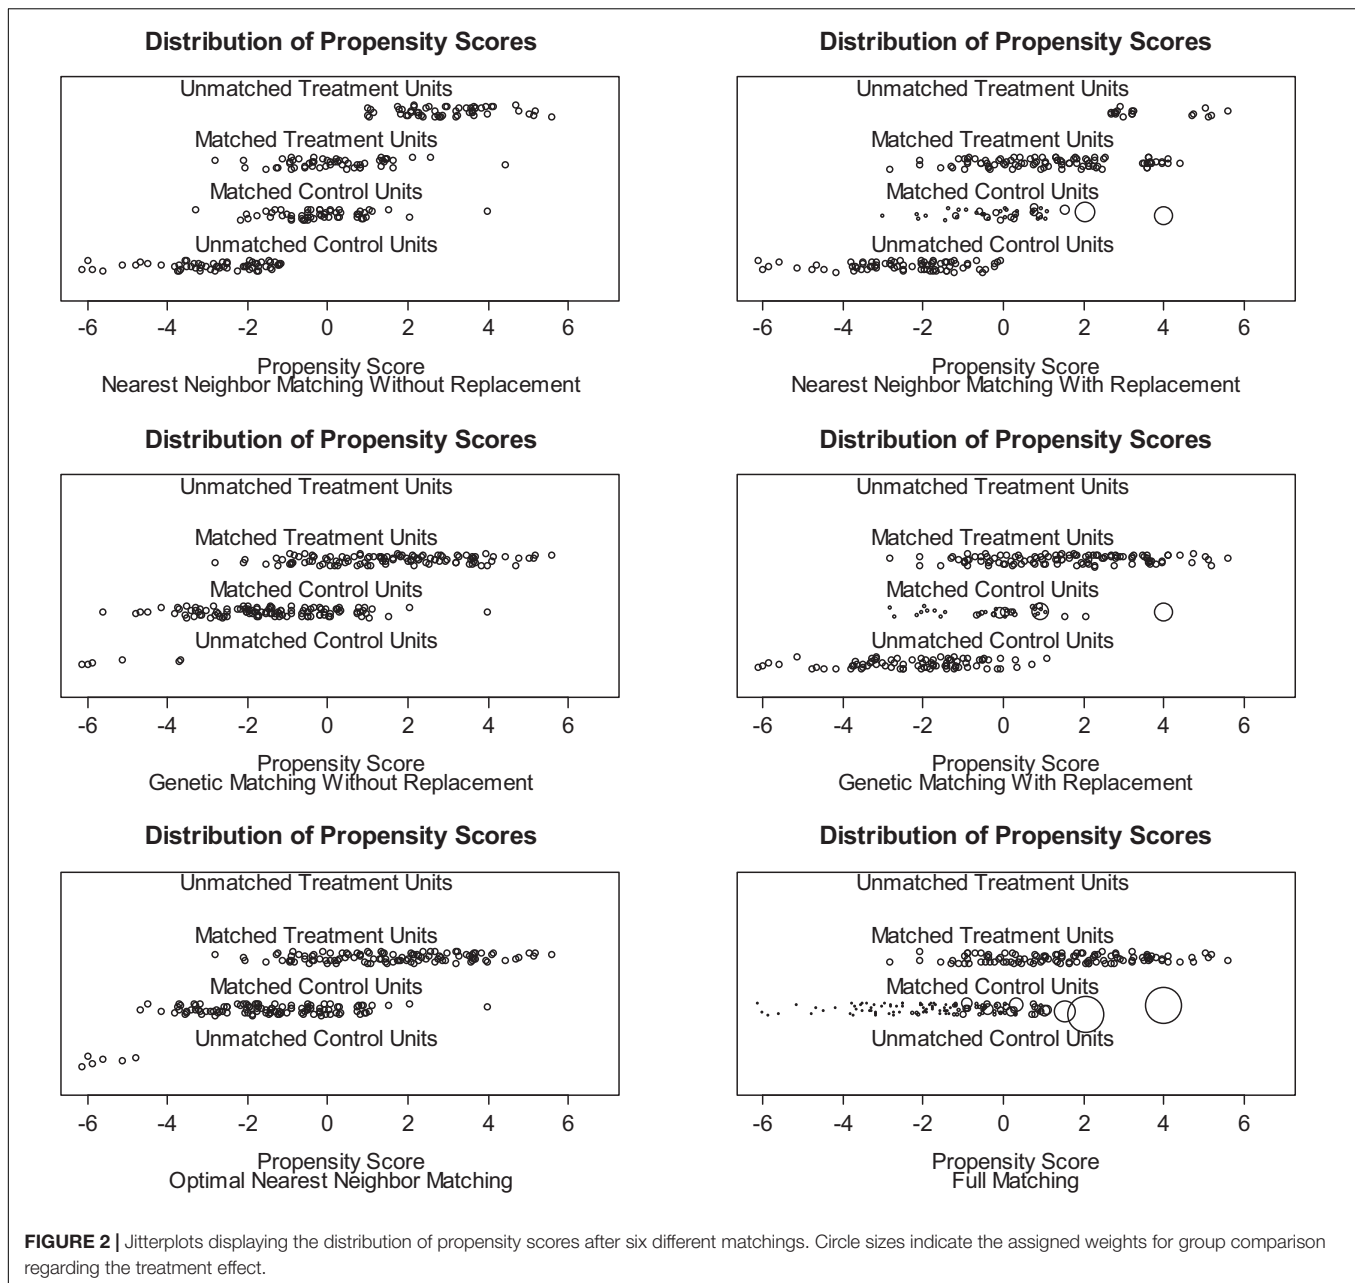 Distribution of Propensity Scores
Unmatched Treatment Units
Matched Treatment Units
Matched Control Units
Unmatched Control Units
-6 -4 -2 0 2 4 6
Propensity Score
Nearest Neighbor Matching Without Replacement
Distribution of Propensity Scores
Unmatched Treatment Units
Matched Treatment Units
Matched Control Units
Unmatched Control Units
-6 -4 -2 0 2 4 6
Propensity Score
Nearest Neighbor Matching With Replacement
Distribution of Propensity Scores
Unmatched Treatment Units
Matched Treatment Units
Matched Control Units
Unmatched Control Units
-6 -4 -2 0 2 4 6
Propensity Score
Genetic Matching Without Replacement
Distribution of Propensity Scores
Unmatched Treatment Units
Matched Treatment Units
Matched Control Units
Unmatched Control Units
-6 -4 -2 0 2 4 6
Propensity Score
Genetic Matching With Replacement
Distribution of Propensity Scores
Unmatched Treatment Units
Matched Treatment Units
Matched Control Units
Unmatched Control Units
-6 -4 -2 0 2 4 6
Propensity Score
Optimal Nearest Neighbor Matching
Distribution of Propensity Scores
Unmatched Treatment Units
Matched Treatment Units
Matched Control Units
Unmatched Control Units
-6 -4 -2 0 2 4 6
Propensity Score
Full Matching
FIGURE 2 | Jitterplots displaying the distribution of propensity scores after six different matchings. Circle sizes indicate the assigned weights for group comparison
regarding the treatment effect.